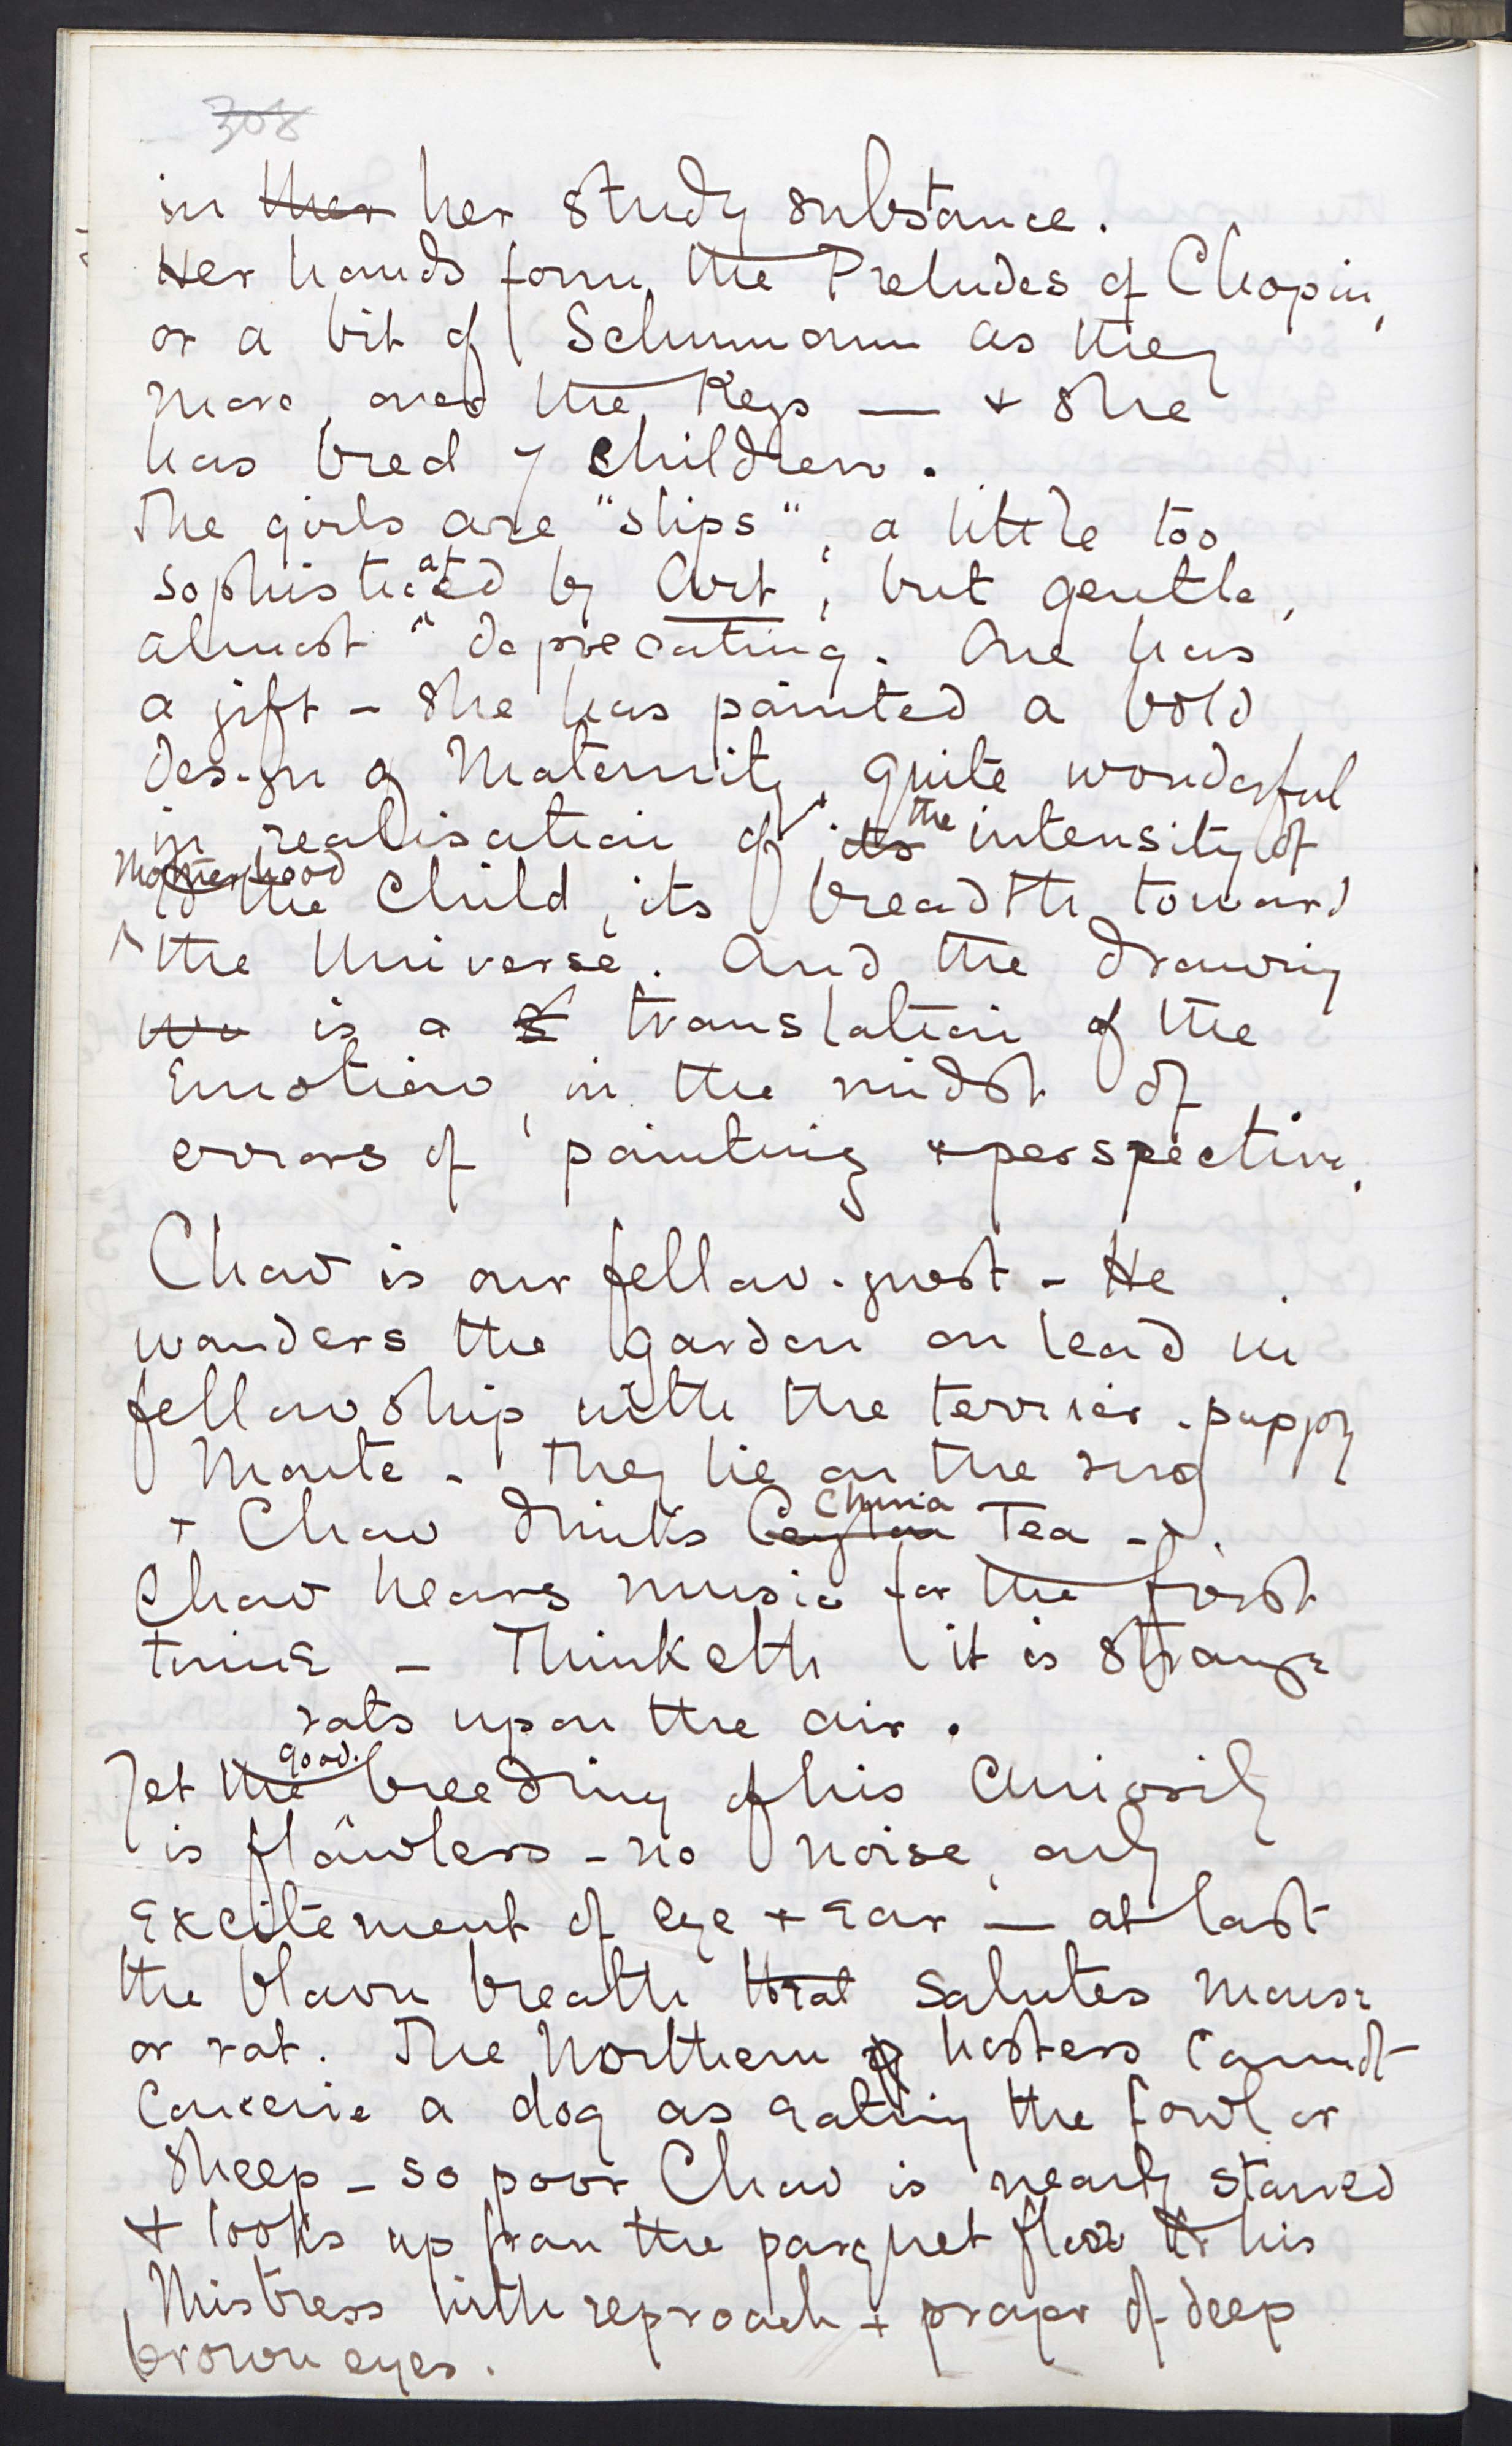 308
in ther her study substance.
Her hands form the Preludes of Chopin,
or a bit of Schumann as they
move over the Keys — + she
has bred 7 children.
The girls are "slips", a little too
sophisticated by Art, but gentle,
almost deprecating. One has
a gift - she has painted a bold
design of Maternity, quite wonderful
in realisation of its the intensity of
Motherhood to the child, its breadth toward
the Universe. And the drawing
is a translation of the
Emotion, in the midst of
errors of painting + perspective.
Chow is our fellow-guest - He
wanders the garden on lead in
fellowship with the terrier-puppy
Monte - They lie on the rug
+ Chow drinks Ceylon China Tea -
Chow hears music for the first
time - Thinketh it is strange
rats upon the air.
Yet the good-breeding of his Curiosity
is flawless - no noise, only
Excitement of eye + ear — at last
the blown breath that salutes mouse
or rat. The Northern hostess cannot
Conceive a dog as eating the fowl or
Sheep - so poor Chow is nearly starved
+ looks up from the parquet floor to his
Mistress with reproach + prayer of deep
brown eyes.